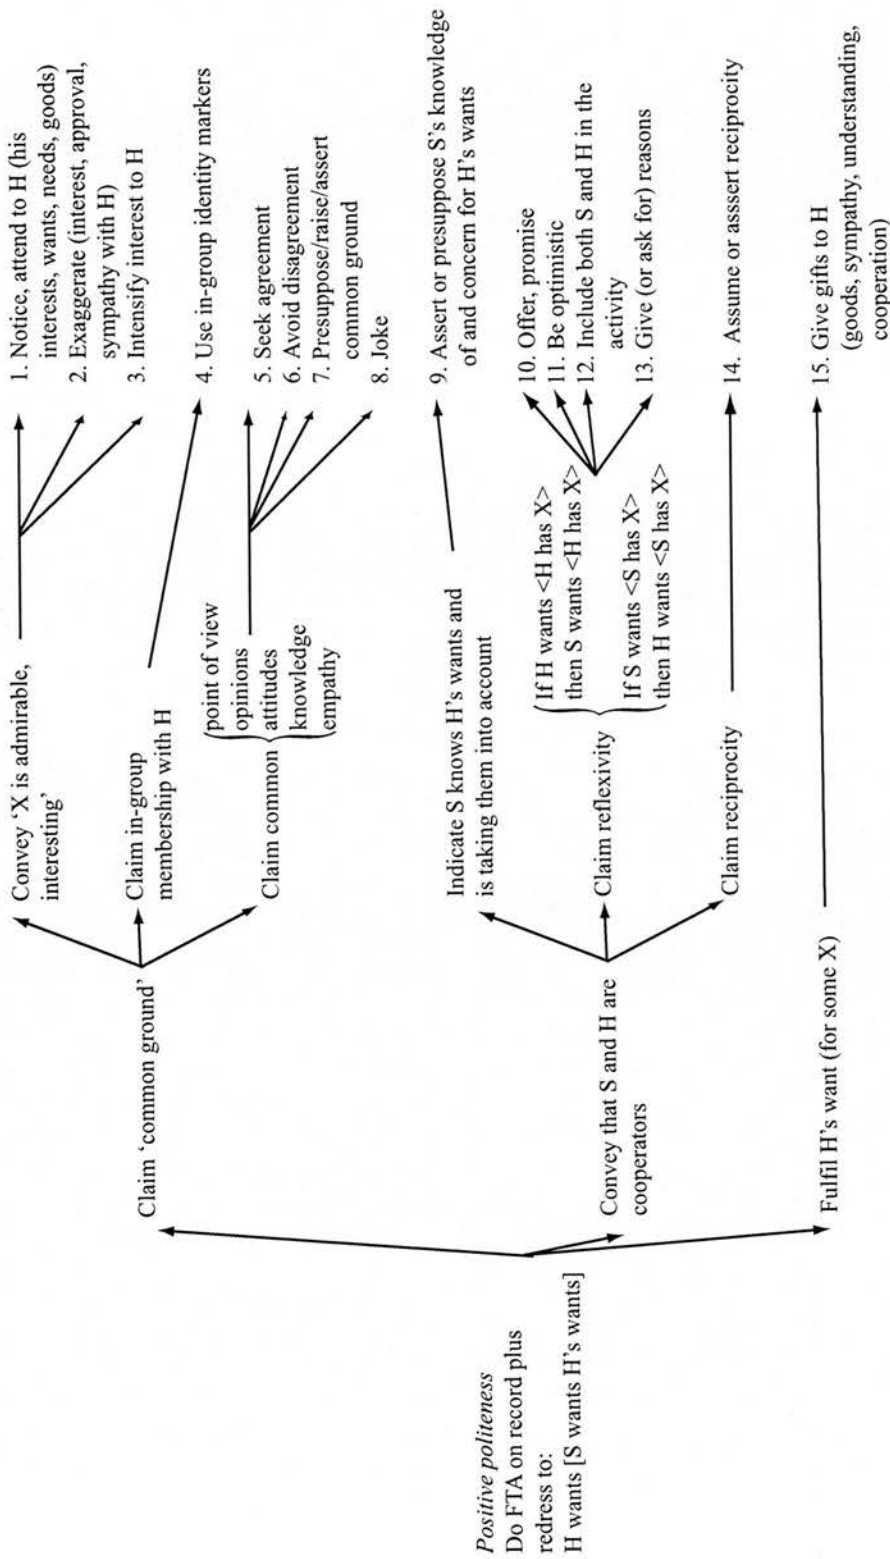 Positive politeness
Do FTA on record plus
redress to:
H wants [S wants H's wants]
Claim ‘common ground’
Convey that S and H are
cooperators
Fulfil H's want (for some X)
Convey ‘X is admirable,
interesting’
Claim in-group
membership with H
Claim common
point of view
opinions
attitudes
knowledge
empathy
Indicate S knows H's wants and
is taking them into account
Claim reflexivity
If H wants <H has X>
then S wants <H has X>
If S wants <S has X>
then H wants <S has X>
Claim reciprocity
1. Notice, attend to H (his
interests, wants, needs, goods)
2. Exaggerate (interest, approval,
sympathy with H)
3. Intensify interest to H
4. Use in-group identity markers
5. Seek agreement
6. Avoid disagreement
7. Presuppose/raise/assert
common ground
8. Joke
9. Assert or presuppose S's knowledge
of and concern for H's wants
10. Offer, promise
11. Be optimistic
12. Include both S and H in the
activity
13. Give (or ask for) reasons
14. Assume or asssert reciprocity
15. Give gifts to H
(goods, sympathy, understanding,
cooperation)